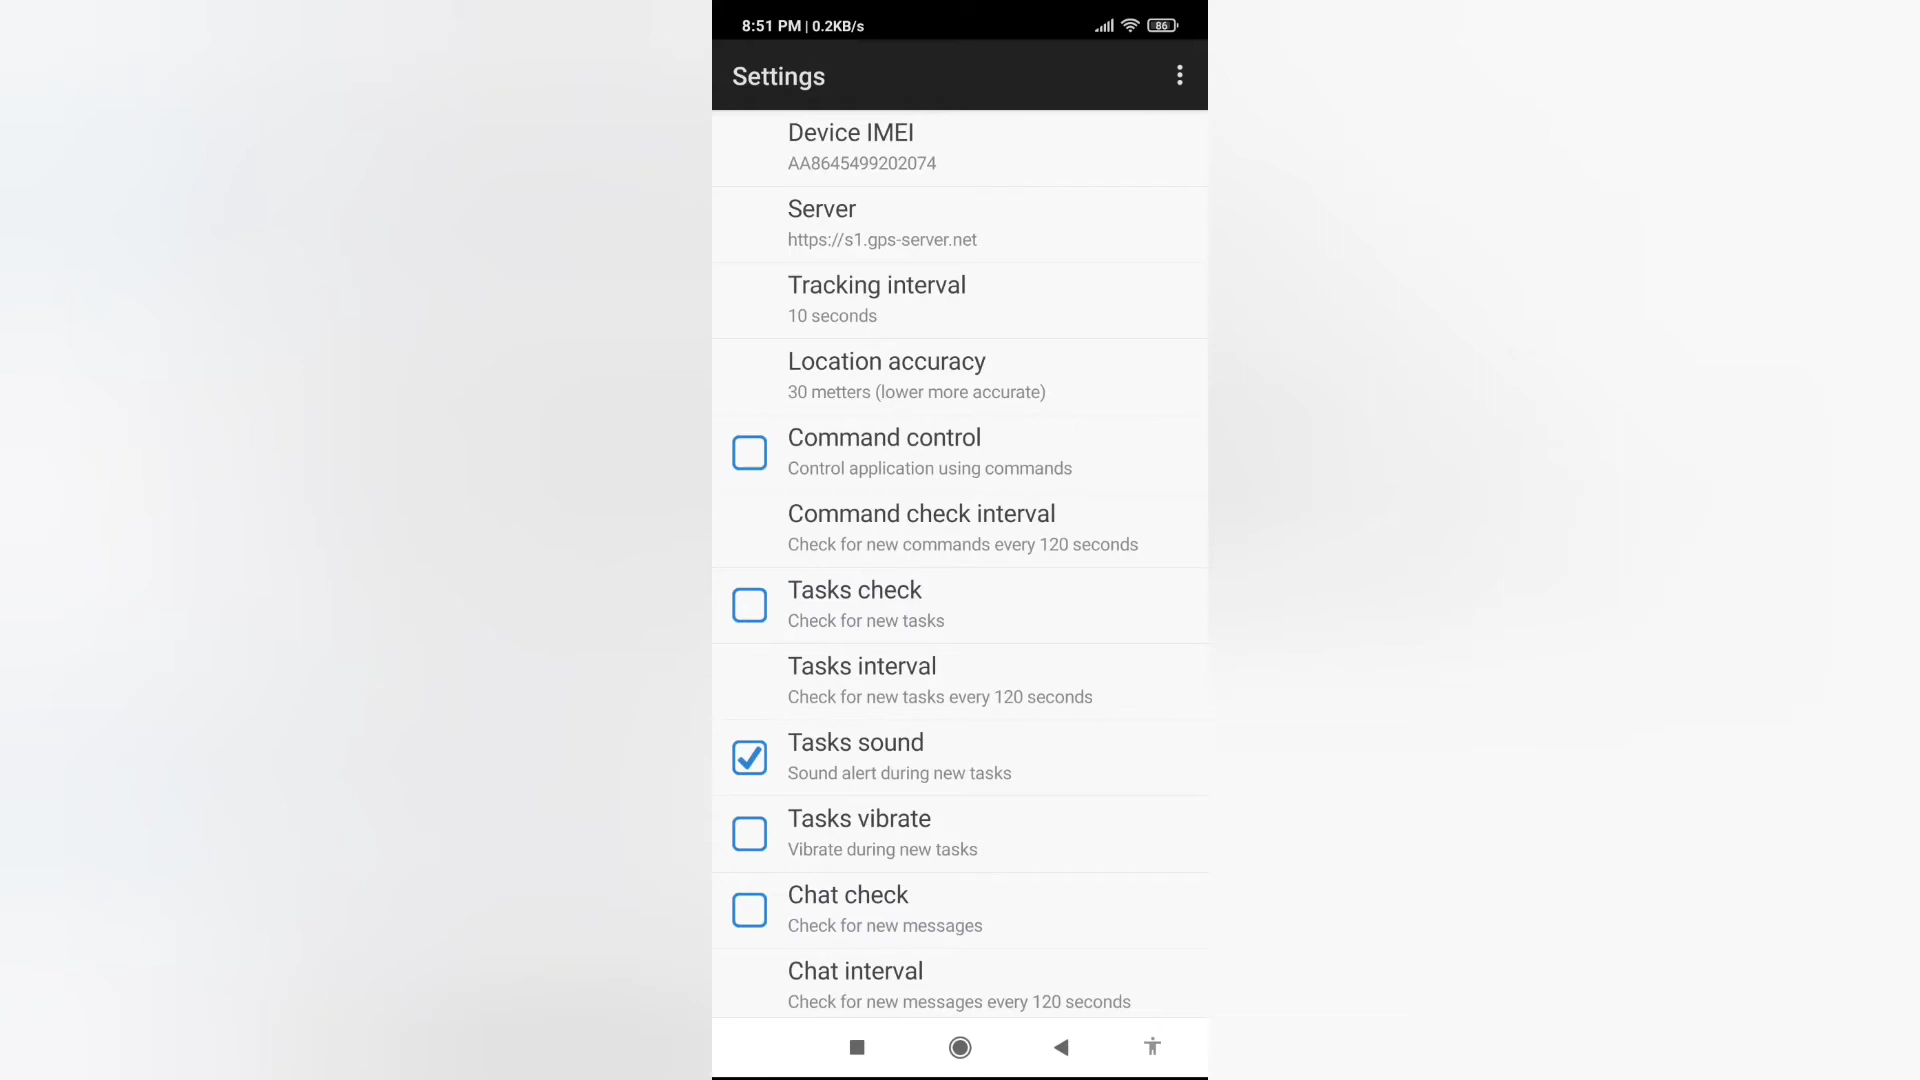 8:51 PM | 0.2KB/s
86
Settings
Device IMEI
AA8645499202074
Server
https://s1.gps-server.net
Tracking interval
10 seconds
Location accuracy
30 metters (lower more accurate)
Command control
Control application using commands
Command check interval
Check for new commands every 120 seconds
Tasks check
Check for new tasks
Tasks interval
Check for new tasks every 120 seconds
Tasks sound
Sound alert during new tasks
Tasks vibrate
Vibrate during new tasks
Chat check
Check for new messages
Chat interval
Check for new messages every 120 seconds